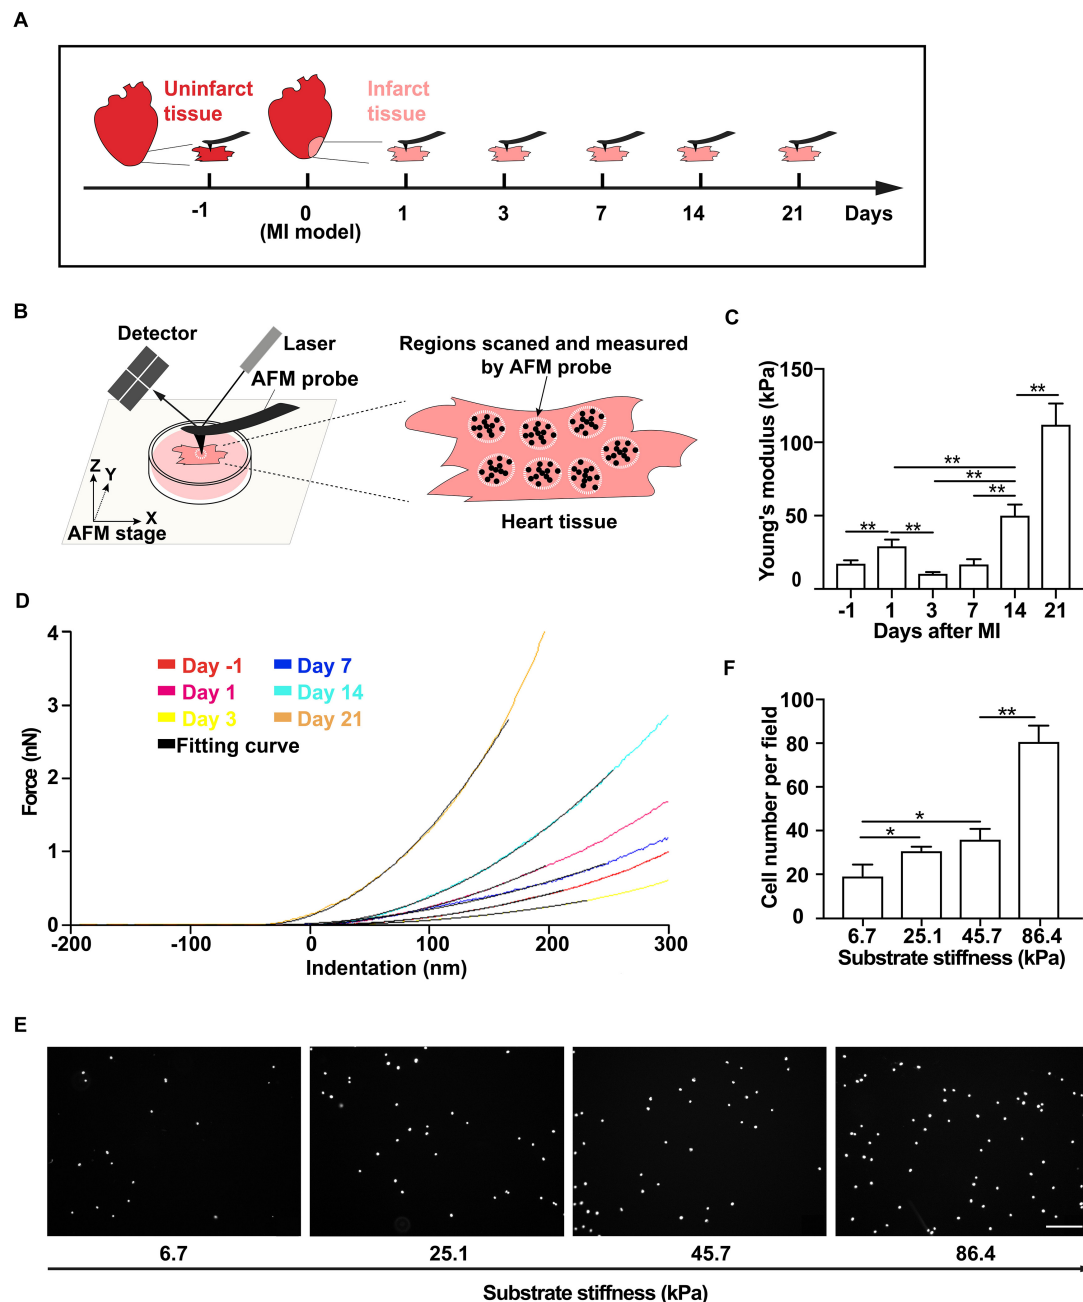 A
Uninfarct
tissue
Infarct
tissue
-1
0
1
3
7
14
21
Days
(MI model)
B
Detector
Laser
AFM probe
Z
Y
X
AFM stage
Regions scaned and measured
by AFM probe
Heart tissue
C
Young's modulus (kPa)
150
100
50
0
**
**
**
**
**
**
-1 1 3 7 14 21
Days after MI
D
Force (nN)
4
3
2
1
0
Day -1
Day 1
Day 3
Fitting curve
Day 7
Day 14
Day 21
-200 -100 0 100 200 300
Indentation (nm)
F
Cell number per field
100
80
60
40
20
0
**
*
*
6.7 25.1 45.7 86.4
Substrate stiffness (kPa)
E
6.7 25.1 45.7 86.4
Substrate stiffness (kPa)